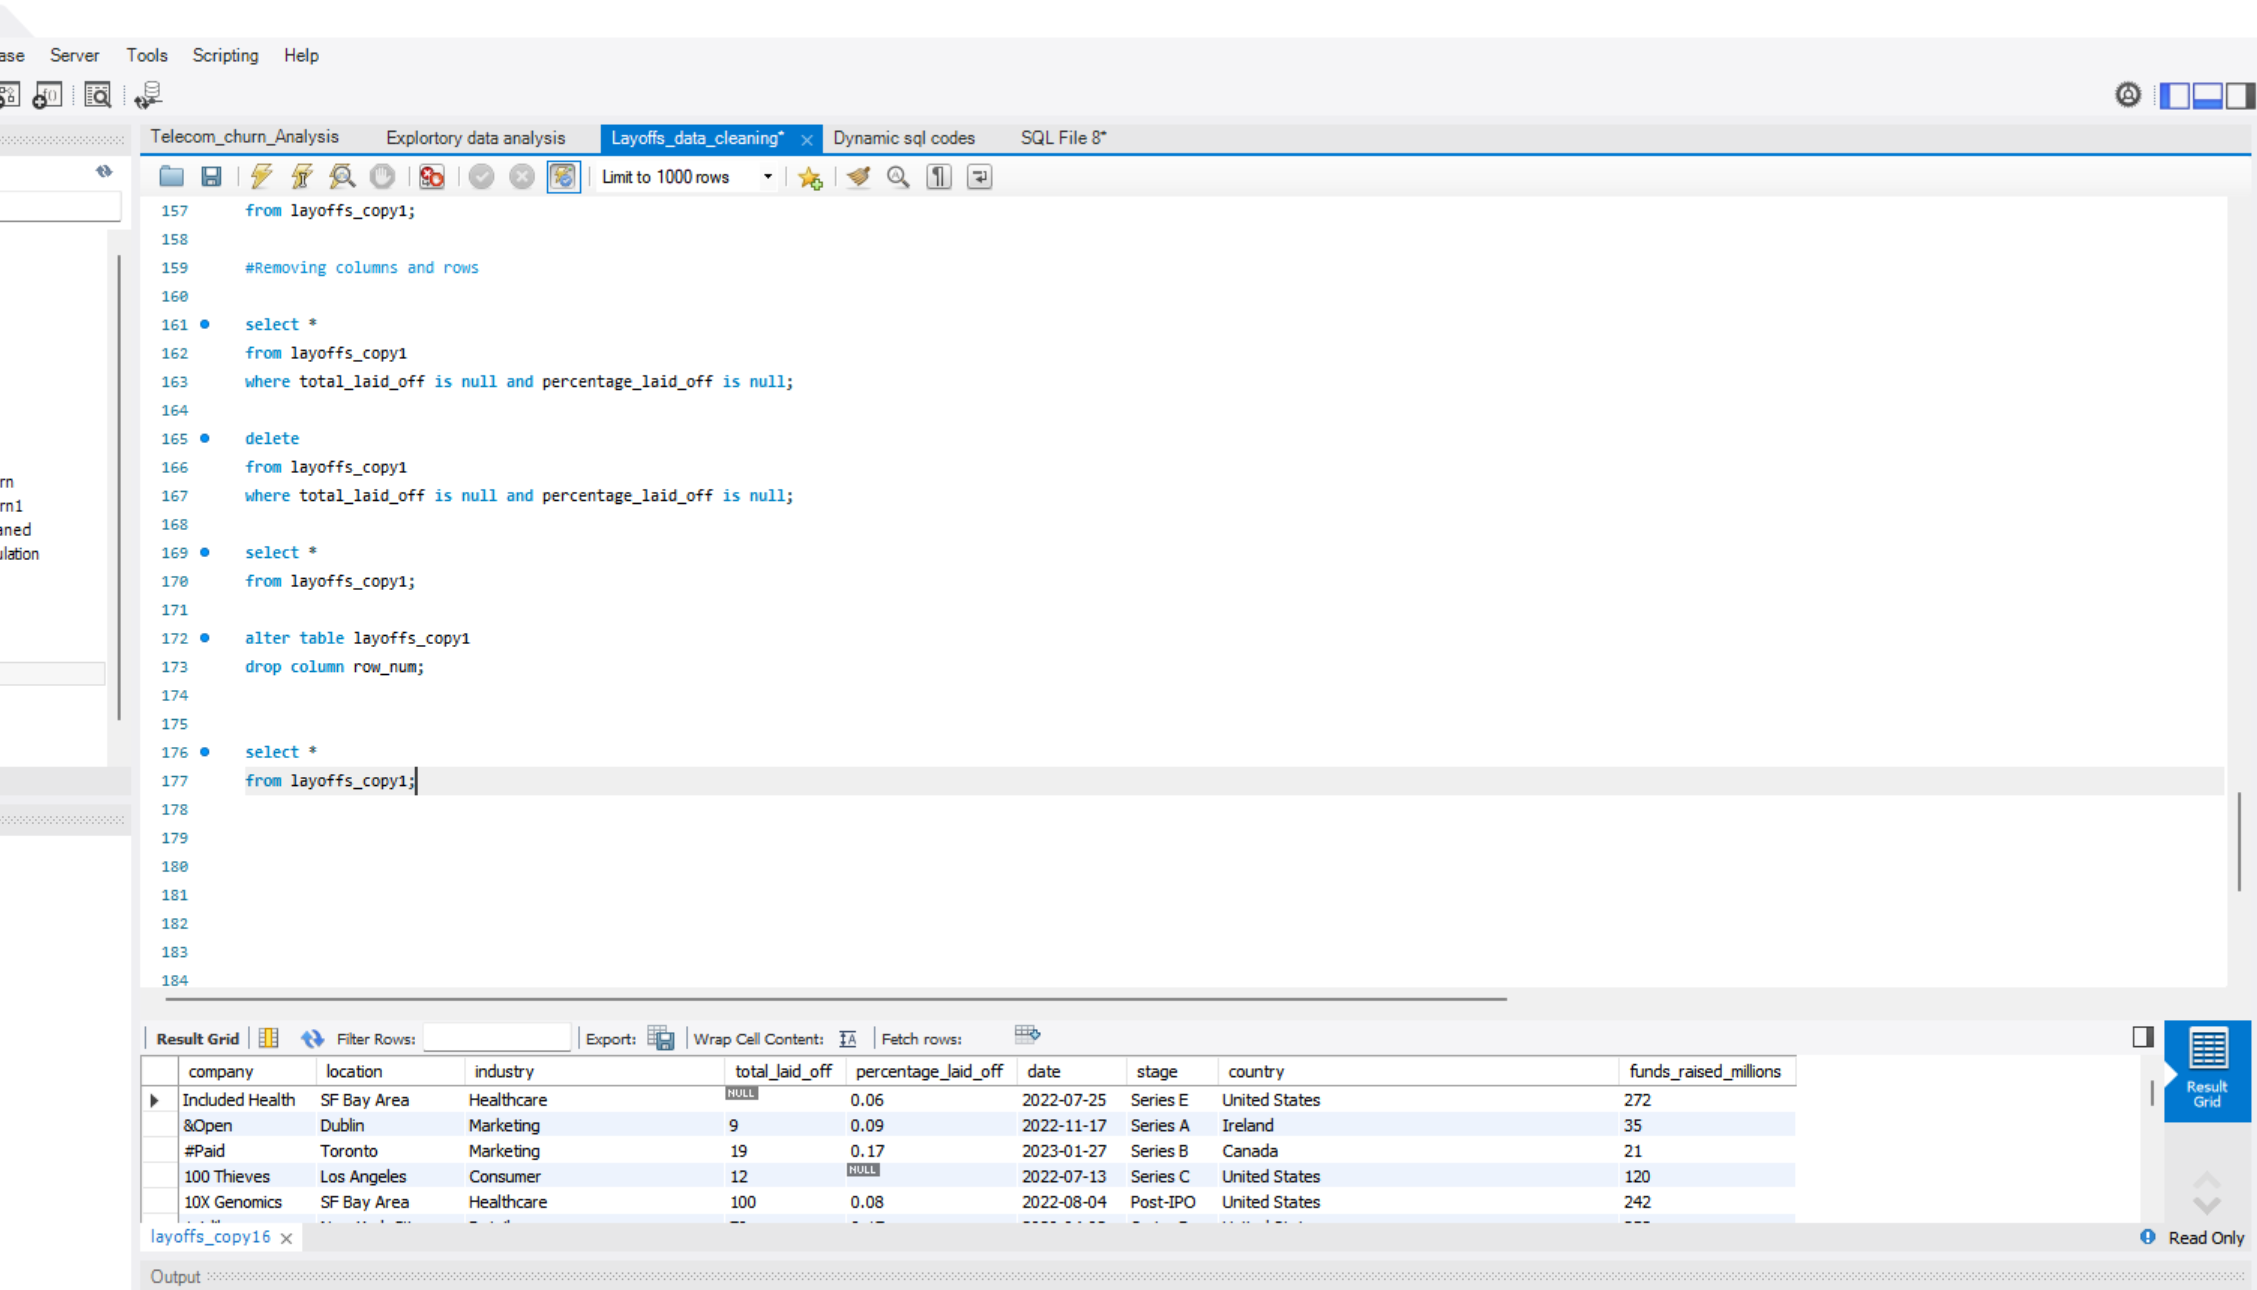 Server Tools Scripting Help
Telecom_churn_Analysis Explortory data analysis Layoffs_data_cleaning* Dynamic sql codes SQL File 8*
Limit to 1000 rows
157 from layoffs_copy1;
158
159 #Removing columns and rows
160
161 select *
162 from layoffs_copy1
163 where total_laid_off is null and percentage_laid_off is null;
164
165 delete
166 from layoffs_copy1
167 where total_laid_off is null and percentage_laid_off is null;
168
169 select *
170 from layoffs_copy1;
171
172 alter table layoffs_copy1
173 drop column row_num;
174
175
176 select *
177 from layoffs_copy1;
178
179
180
181
182
183
184
rn
rn1
aned
ulation
Result Grid Filter Rows: Export: Wrap Cell Content: Fetch rows:
company location industry total_laid_off percentage_laid_off date stage country funds_raised_millions
Included Health SF Bay Area Healthcare NULL 0.06 2022-07-25 Series E United States 272
&Open Dublin Marketing 9 0.09 2022-11-17 Series A Ireland 35
#Paid Toronto Marketing 19 0.17 2023-01-27 Series B Canada 21
100 Thieves Los Angeles Consumer 12 NULL 2022-07-13 Series C United States 120
10X Genomics SF Bay Area Healthcare 100 0.08 2022-08-04 Post-IPO United States 242
Result
Grid
layoffs_copy16 Read Only
Output